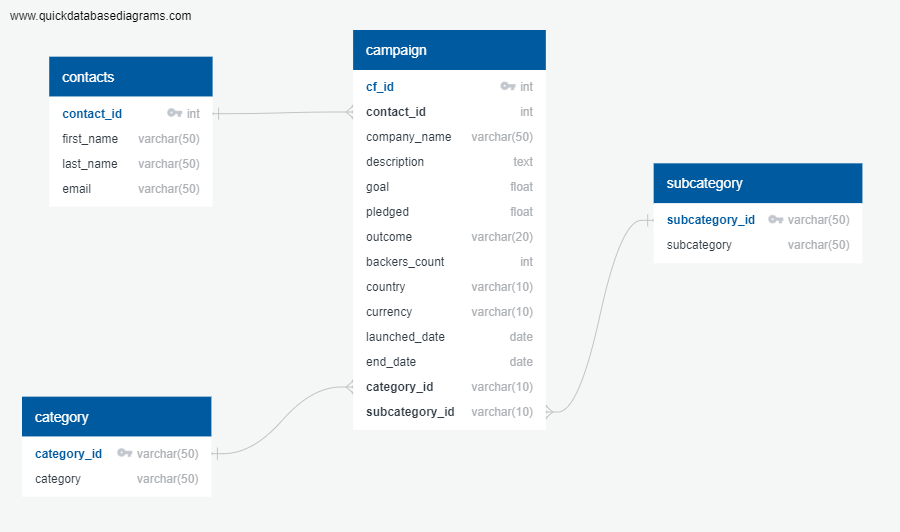 www.quickdatabasediagrams.com
contacts
contact_id int
first_name varchar(50)
last_name varchar(50)
email varchar(50)
campaign
cf_id int
contact_id int
company_name varchar(50)
description text
goal float
pledged float
outcome varchar(20)
backers_count int
country varchar(10)
currency varchar(10)
launched_date date
end_date date
category_id varchar(10)
subcategory_id varchar(10)
subcategory
subcategory_id varchar(50)
subcategory varchar(50)
category
category_id varchar(50)
category varchar(50)